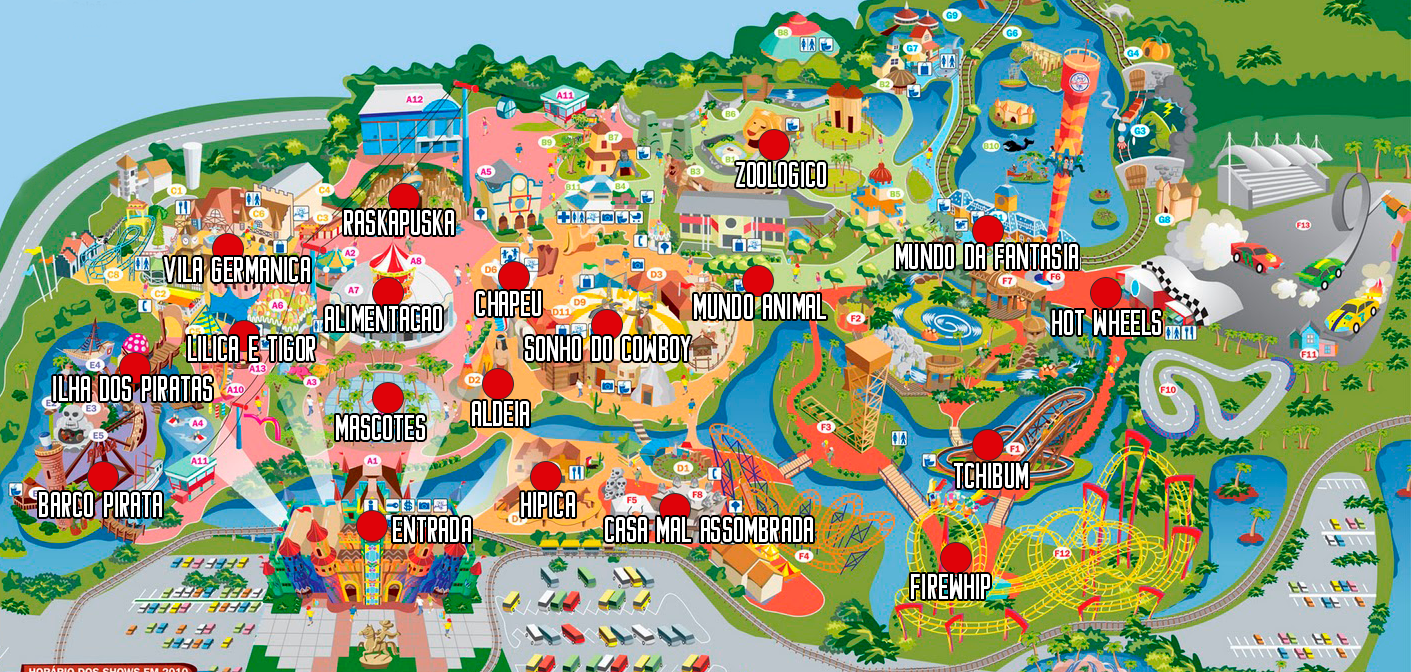 G9
B8
G6
G7
G4
B2
A12
A11
B6
G3
B7
B9
B10
B1
ZOOLOGICO
A5
B3
C1
C4
B11
B4
B5
C6
C3
RASKAPUSKA
G8
F13
A2
MUNDO DA FANTASIA
VILA GERMANICA
A8
D6
D3
C8
F7
F6
A7
CHAPEU
D9
MUNDO ANIMAL
C2
A6
D11
F2
HOT WHEELS
ALIMENTACAO
LILICA E TIGOR
SONHO DO COWBOY
F11
E4
A13
ILHA DOS PIRATAS
A3
D2
A10
F10
E3
ALDEIA
A4
MASCOTES
F3
E5
F1
A11
A1
D1
TCHIBUM
BARCO PIRATA
HIPICA
F5
F8
ENTRADA
CASA MAL ASSOMBRADA
F4
F12
FIREWHIP
HORÁRIO DOS SHOWS EM 2010